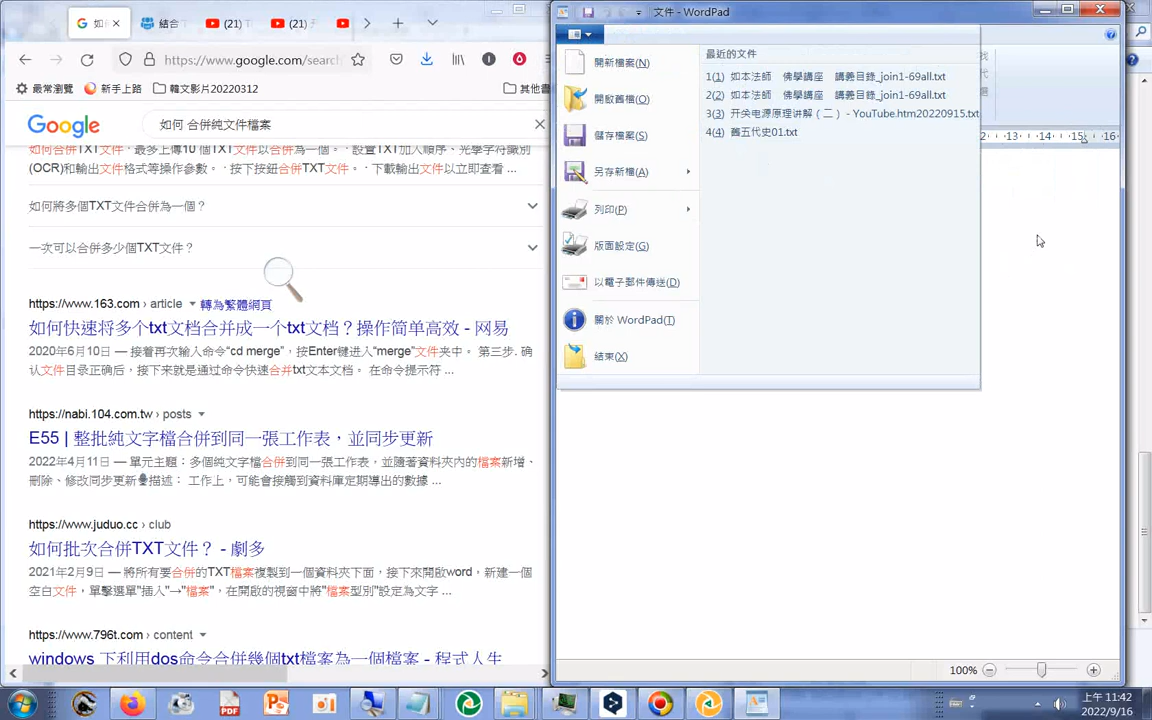 如
結合
(21) T
(21) 天
https://www.google.com/search
最常瀏覽
新手上路
韓文影片20220312
其他書
Google
如何 合併純文件檔案
如何合併TXT文件．最多上傳10 個TXT文件以合併為一個。．設置TXT加入順序、光學字符識別
(OCR)和輸出文件格式等操作參數。．按下按鈕合併TXT文件．．下載輸出文件以立即查看 ...
如何將多個TXT文件合併為一個？
一次可以合併多少個TXT文件？
https://www.163.com › article 轉為繁體網頁
如何快速将多个txt文档合并成一个txt文档？操作简单高效 - 网易
2020年6月10日 — 接着再次输入命令“cd merge”，按Enter键进入“merge”文件夹中。 第三步. 确
认文件目录正确后，接下来就是通过命令快速合并txt文本文档。 在命令提示符 ...
https://nabi.104.com.tw › posts
E55 | 整批純文字檔合併到同一張工作表，並同步更新
2022年4月11日 — 單元主題：多個純文字檔合併到同一張工作表，並隨著資料夾內的檔案新增、
刪除、修改同步更新描述： 工作上，可能會接觸到資料庫定期導出的數據 ...
https://www.juduo.cc › club
如何批次合併TXT文件？ - 劇多
2021年2月9日 — 將所有要合併的TXT檔案複製到一個資料夾下面，接下來開啟word，新建一個
空白文件，單擊選單"插入"→"檔案"，在開啟的視窗中將"檔案型別"設定為文字 ...
https://www.796t.com › content
windows 下利用dos命令合併幾個txt檔案為一個檔案 - 程式人生
文件 - WordPad
開新檔案(N)
開啟舊檔(O)
儲存檔案(S)
另存新檔(A)
列印(P)
版面設定(G)
以電子郵件傳送(D)
關於 WordPad(T)
結束(X)
最近的文件
1(1) 如本法師 佛學講座 講義目錄_join1-69all.txt
2(2) 如本法師 佛學講座 講義目錄_join1-69all.txt
3(3) 开关电源原理讲解（二） - YouTube.htm20220915.txt
4(4) 舊五代史01.txt
12 13 14 15 16
100%
上午 11:42
2022/9/16